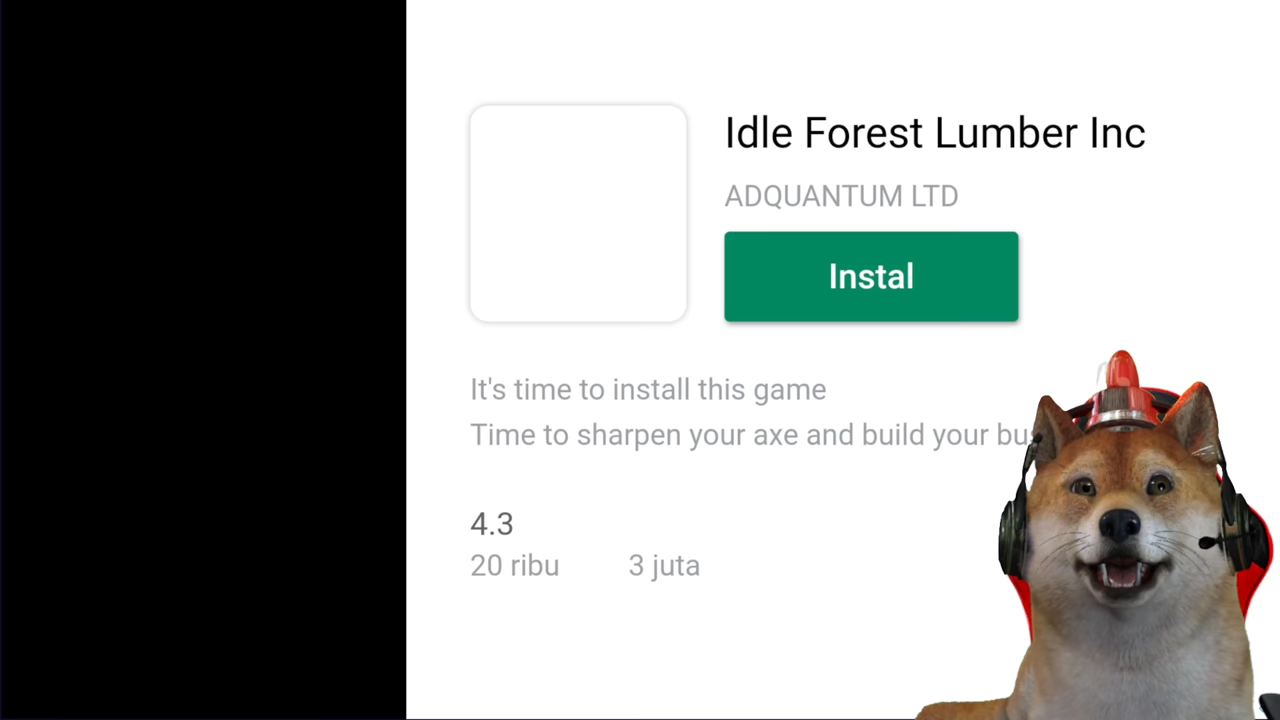 Idle Forest Lumber Inc
ADQUANTUM LTD
Instal
It's time to install this game
Time to sharpen your axe and build your
4.3
20 ribu 3 juta